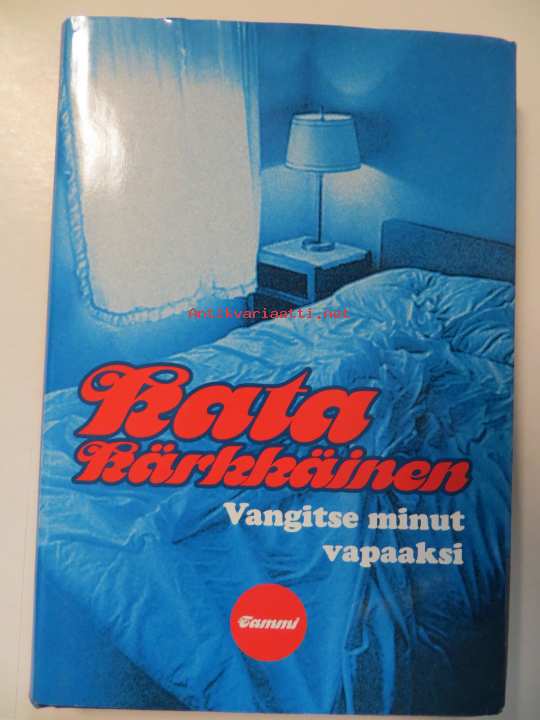 Antikvariaatti.net
Kata
Kärkkäinen
Vangitse minut
vapaaksi
Tammi